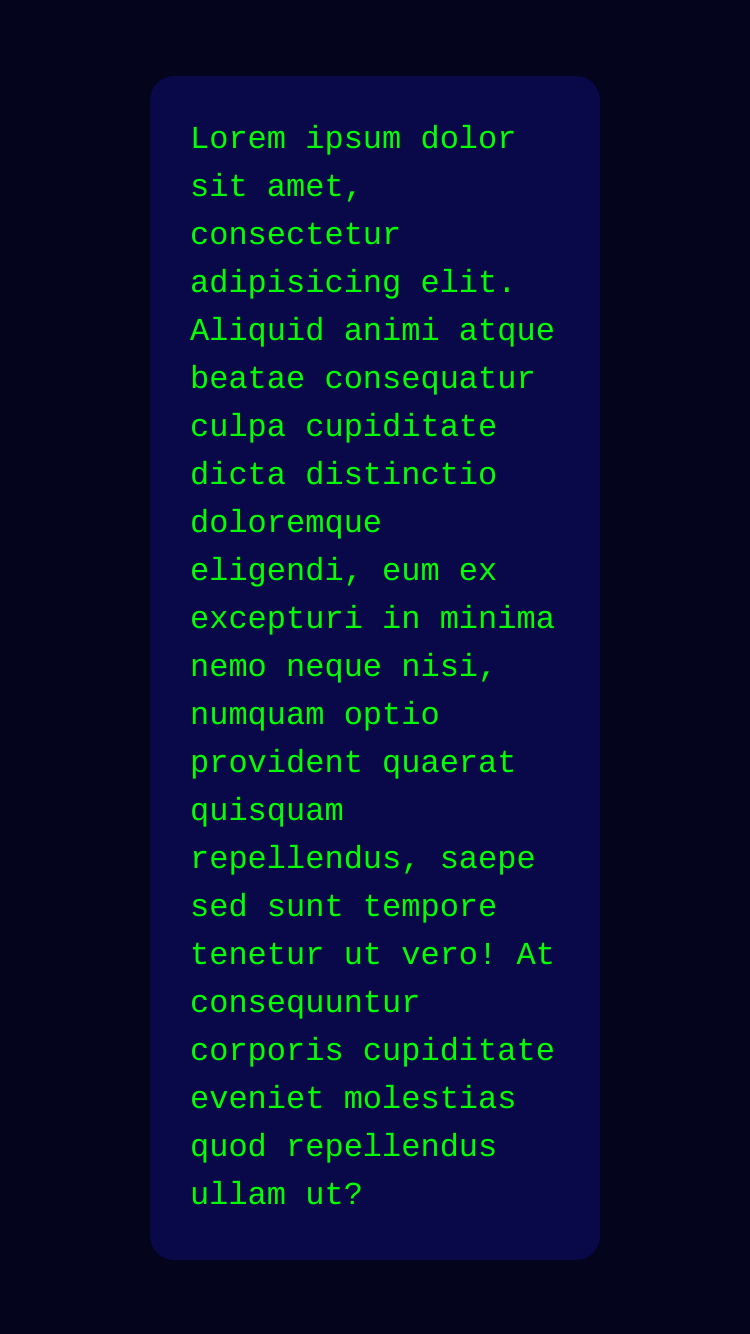 Lorem ipsum dolor
sit amet,
consectetur
adipisicing elit.
Aliquid animi atque
beatae consequatur
culpa cupiditate
dicta distinctio
doloremque
eligendi, eum ex
excepturi in minima
nemo neque nisi,
numquam optio
provident quaerat
quisquam
repellendus, saepe
sed sunt tempore
tenetur ut vero! At
consequuntur
corporis cupiditate
eveniet molestias
quod repellendus
ullam ut?